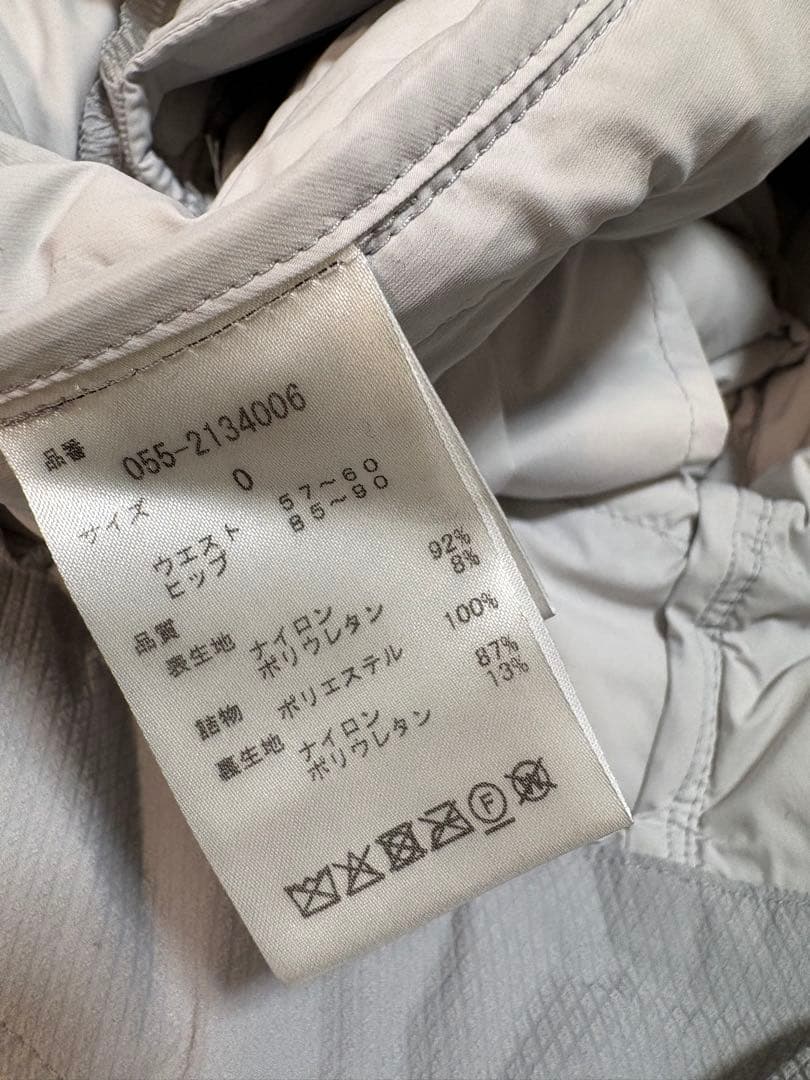 品番 055-2134006
サイズ 0
ウエスト 57～60
ヒップ 85～90
品質
表生地 ナイロン 92%
ポリウレタン 8%
詰物 ポリエステル 100%
裏生地 ナイロン 87%
ポリウレタン 13%
F W